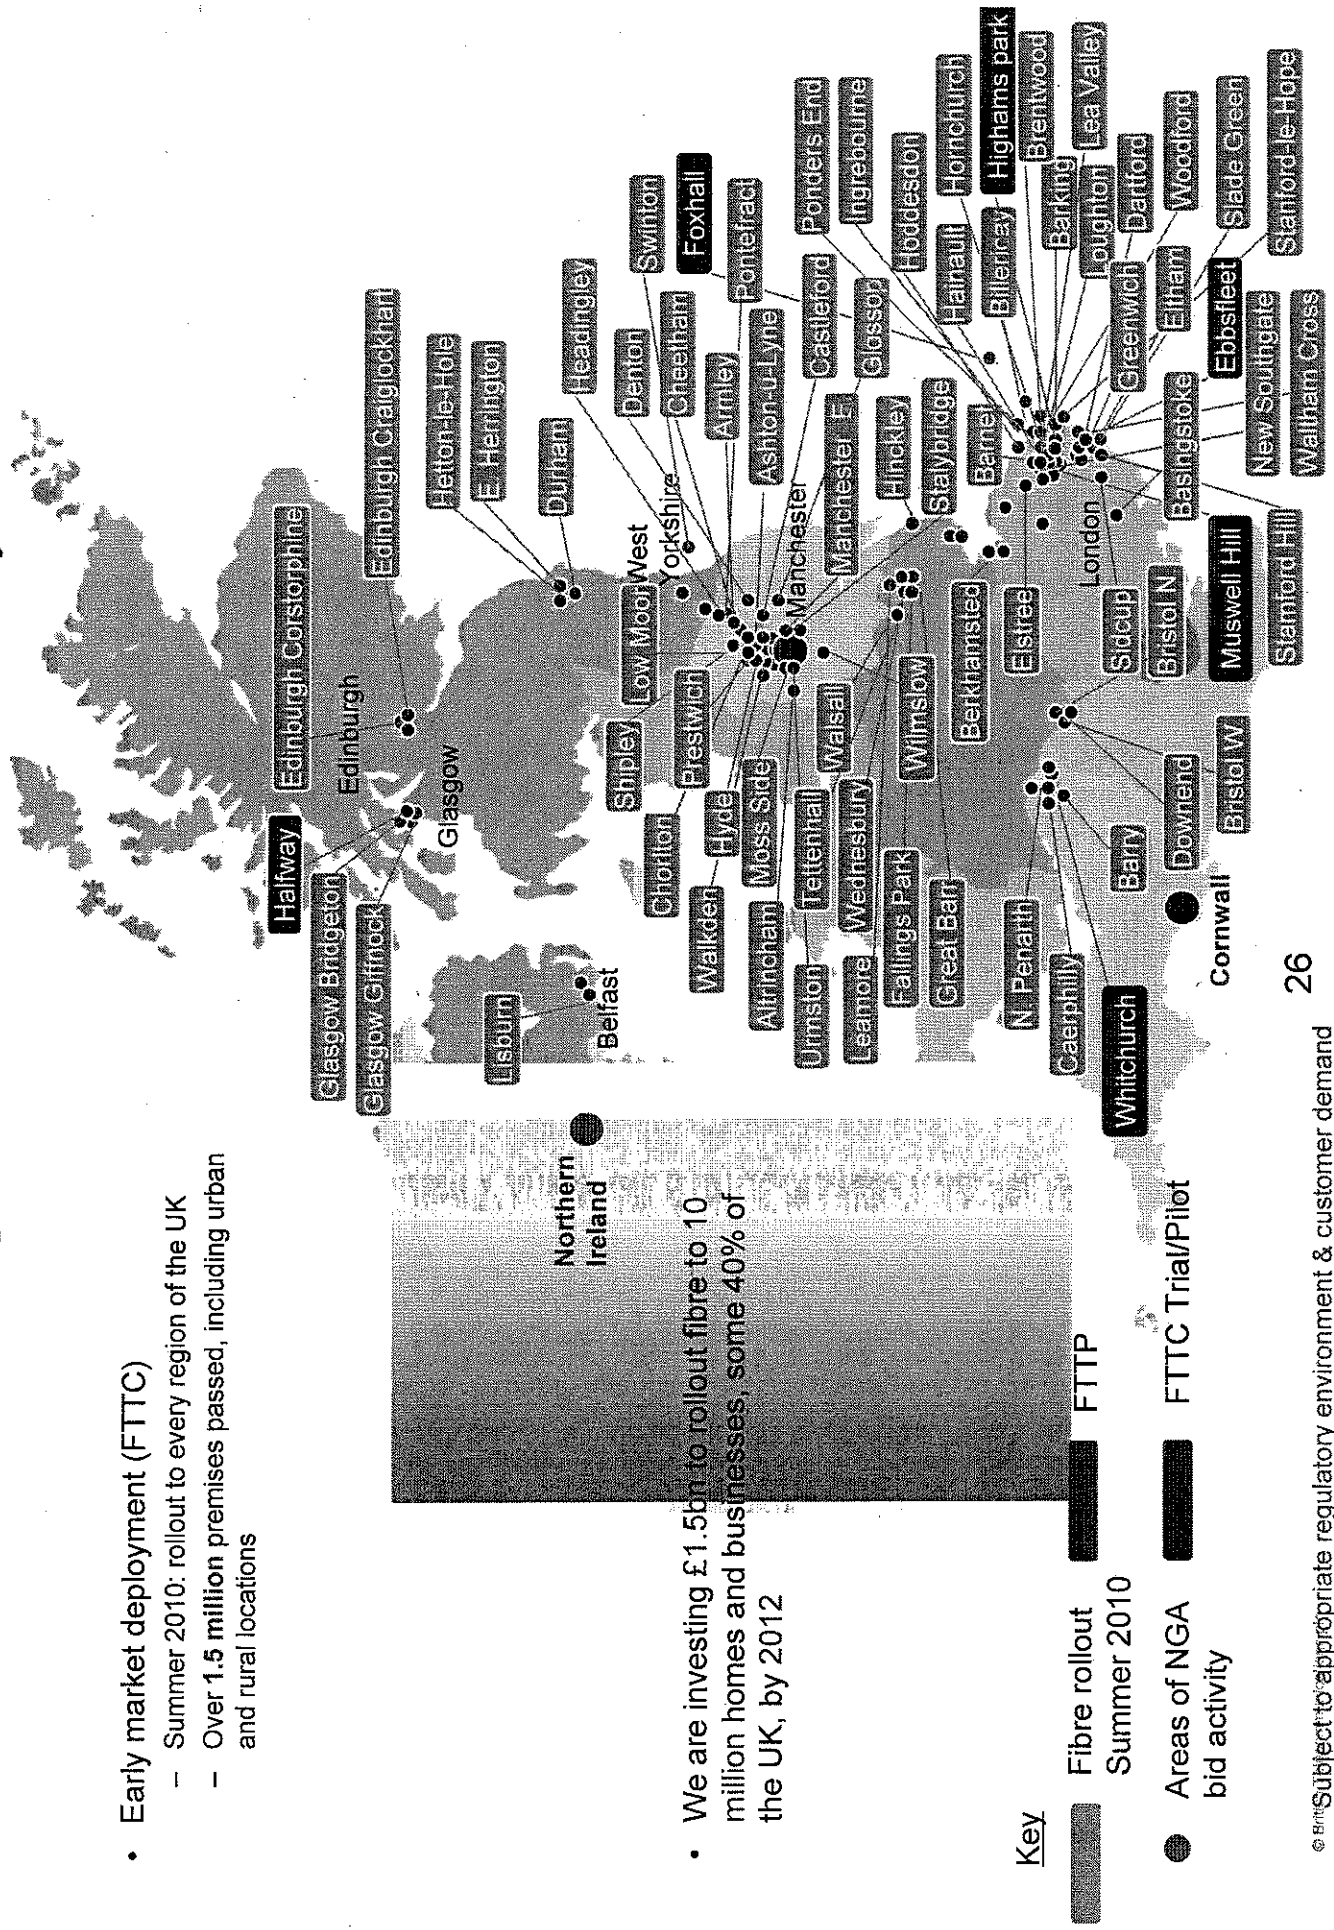 • Early market deployment (FTTC)
– Summer 2010: rollout to every region of the UK
– Over 1.5 million premises passed, including urban
and rural locations
• We are investing £1.5bn to rollout fibre to 10
million homes and businesses, some 40% of
the UK, by 2012
Key
Fibre rollout
Summer 2010
FTTP
Areas of NGA
bid activity
FTTC Trial/Pilot
Northern
Ireland
Halfway
Glasgow Bridgeton
Glasgow Giffnock
Edinburgh Corstorphine
Edinburgh Craiglockhart
Edinburgh
Glasgow
Lisburn
Belfast
Hetton-le-Hole
E. Herrington
Durham
Headingley
Denton
Swinton
Cheetham
Foxhall
Armley
Pontefract
Ashton-u-Lyne
Castleford
Glossop
Manchester E
Hinckley
Stalybridge
West
Yorkshire
Manchester
Low Moor
Shipley
Chorlton
Prestwich
Walkden
Hyde
Moss Side
Altrincham
Urmston
Tettenhall
Walsall
Wednesbury
Leamore
Fallings Park
Great Barr
Wilmslow
Berkhamsted
Barnet
Elstree
London
Ponders End
Ingrebourne
Hoddesdon
Hainault
Hornchurch
Billericay
Highams park
Brentwood
Barking
Lea Valley
Loughton
Dartford
Greenwich
Woodford
Eltham
Slade Green
Ebbsfleet
Stanford-le-Hope
Basingstoke
New Southgate
Waltham Cross
Sidcup
Bristol N
Muswell Hill
Stamford Hill
N Penarth
Caerphilly
Whitchurch
Barry
Downend
Bristol W
Cornwall
26
Subject to appropriate regulatory environment & customer demand